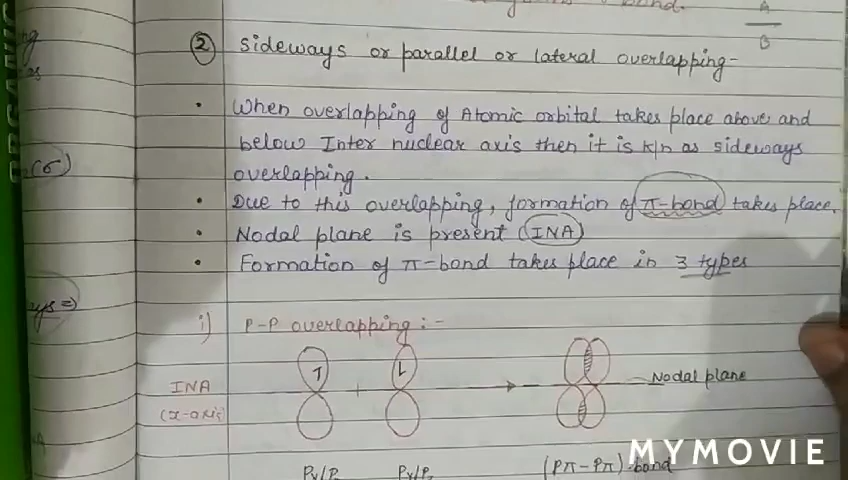 bond.
A
B
② Sideways or parallel or lateral overlapping-
• When overlapping of Atomic orbital takes place above and
below Inter nuclear axis then it is k/n as sideways
overlapping.
• Due to this overlapping, formation of π-bond takes place.
• Nodal plane is present (INA)
• Formation of π-bond takes place in 3 types
(σ)
i) P-P overlapping :-
INA
(x-axis)
+
Nodal plane
(Pπ-Pπ) bond
MYMOVIE